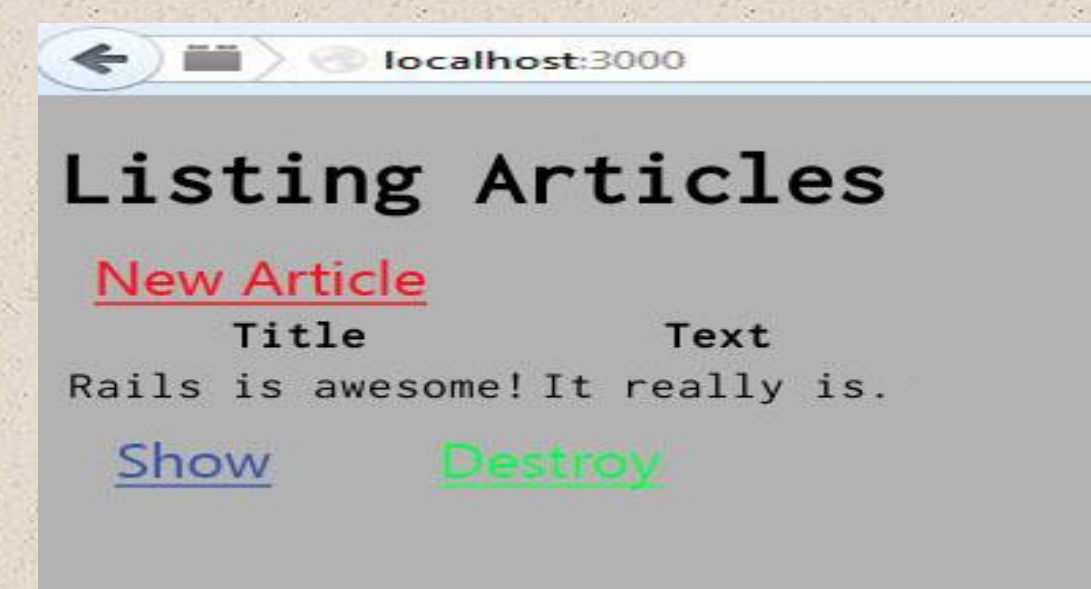 localhost:3000
Listing Articles
New Article
Title Text
Rails is awesome! It really is.
Show Destroy